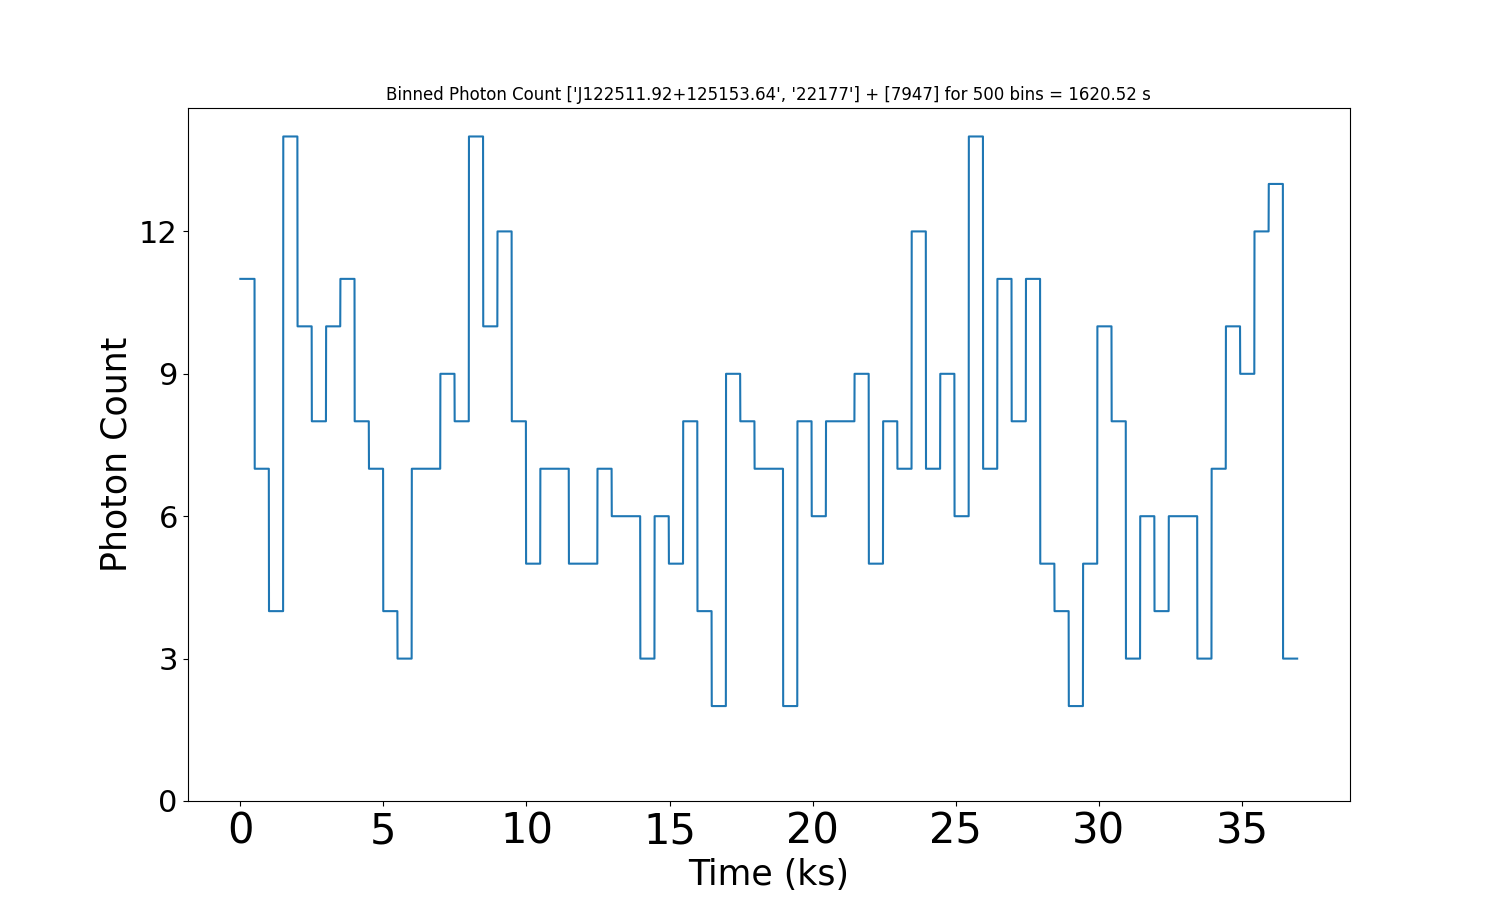 Binned Photon Count ['J122511.92+125153.64', '22177'] + [7947] for 500 bins = 1620.52 s
12
9
6
3
0
Photon Count
0 5 10 15 20 25 30 35
Time (ks)